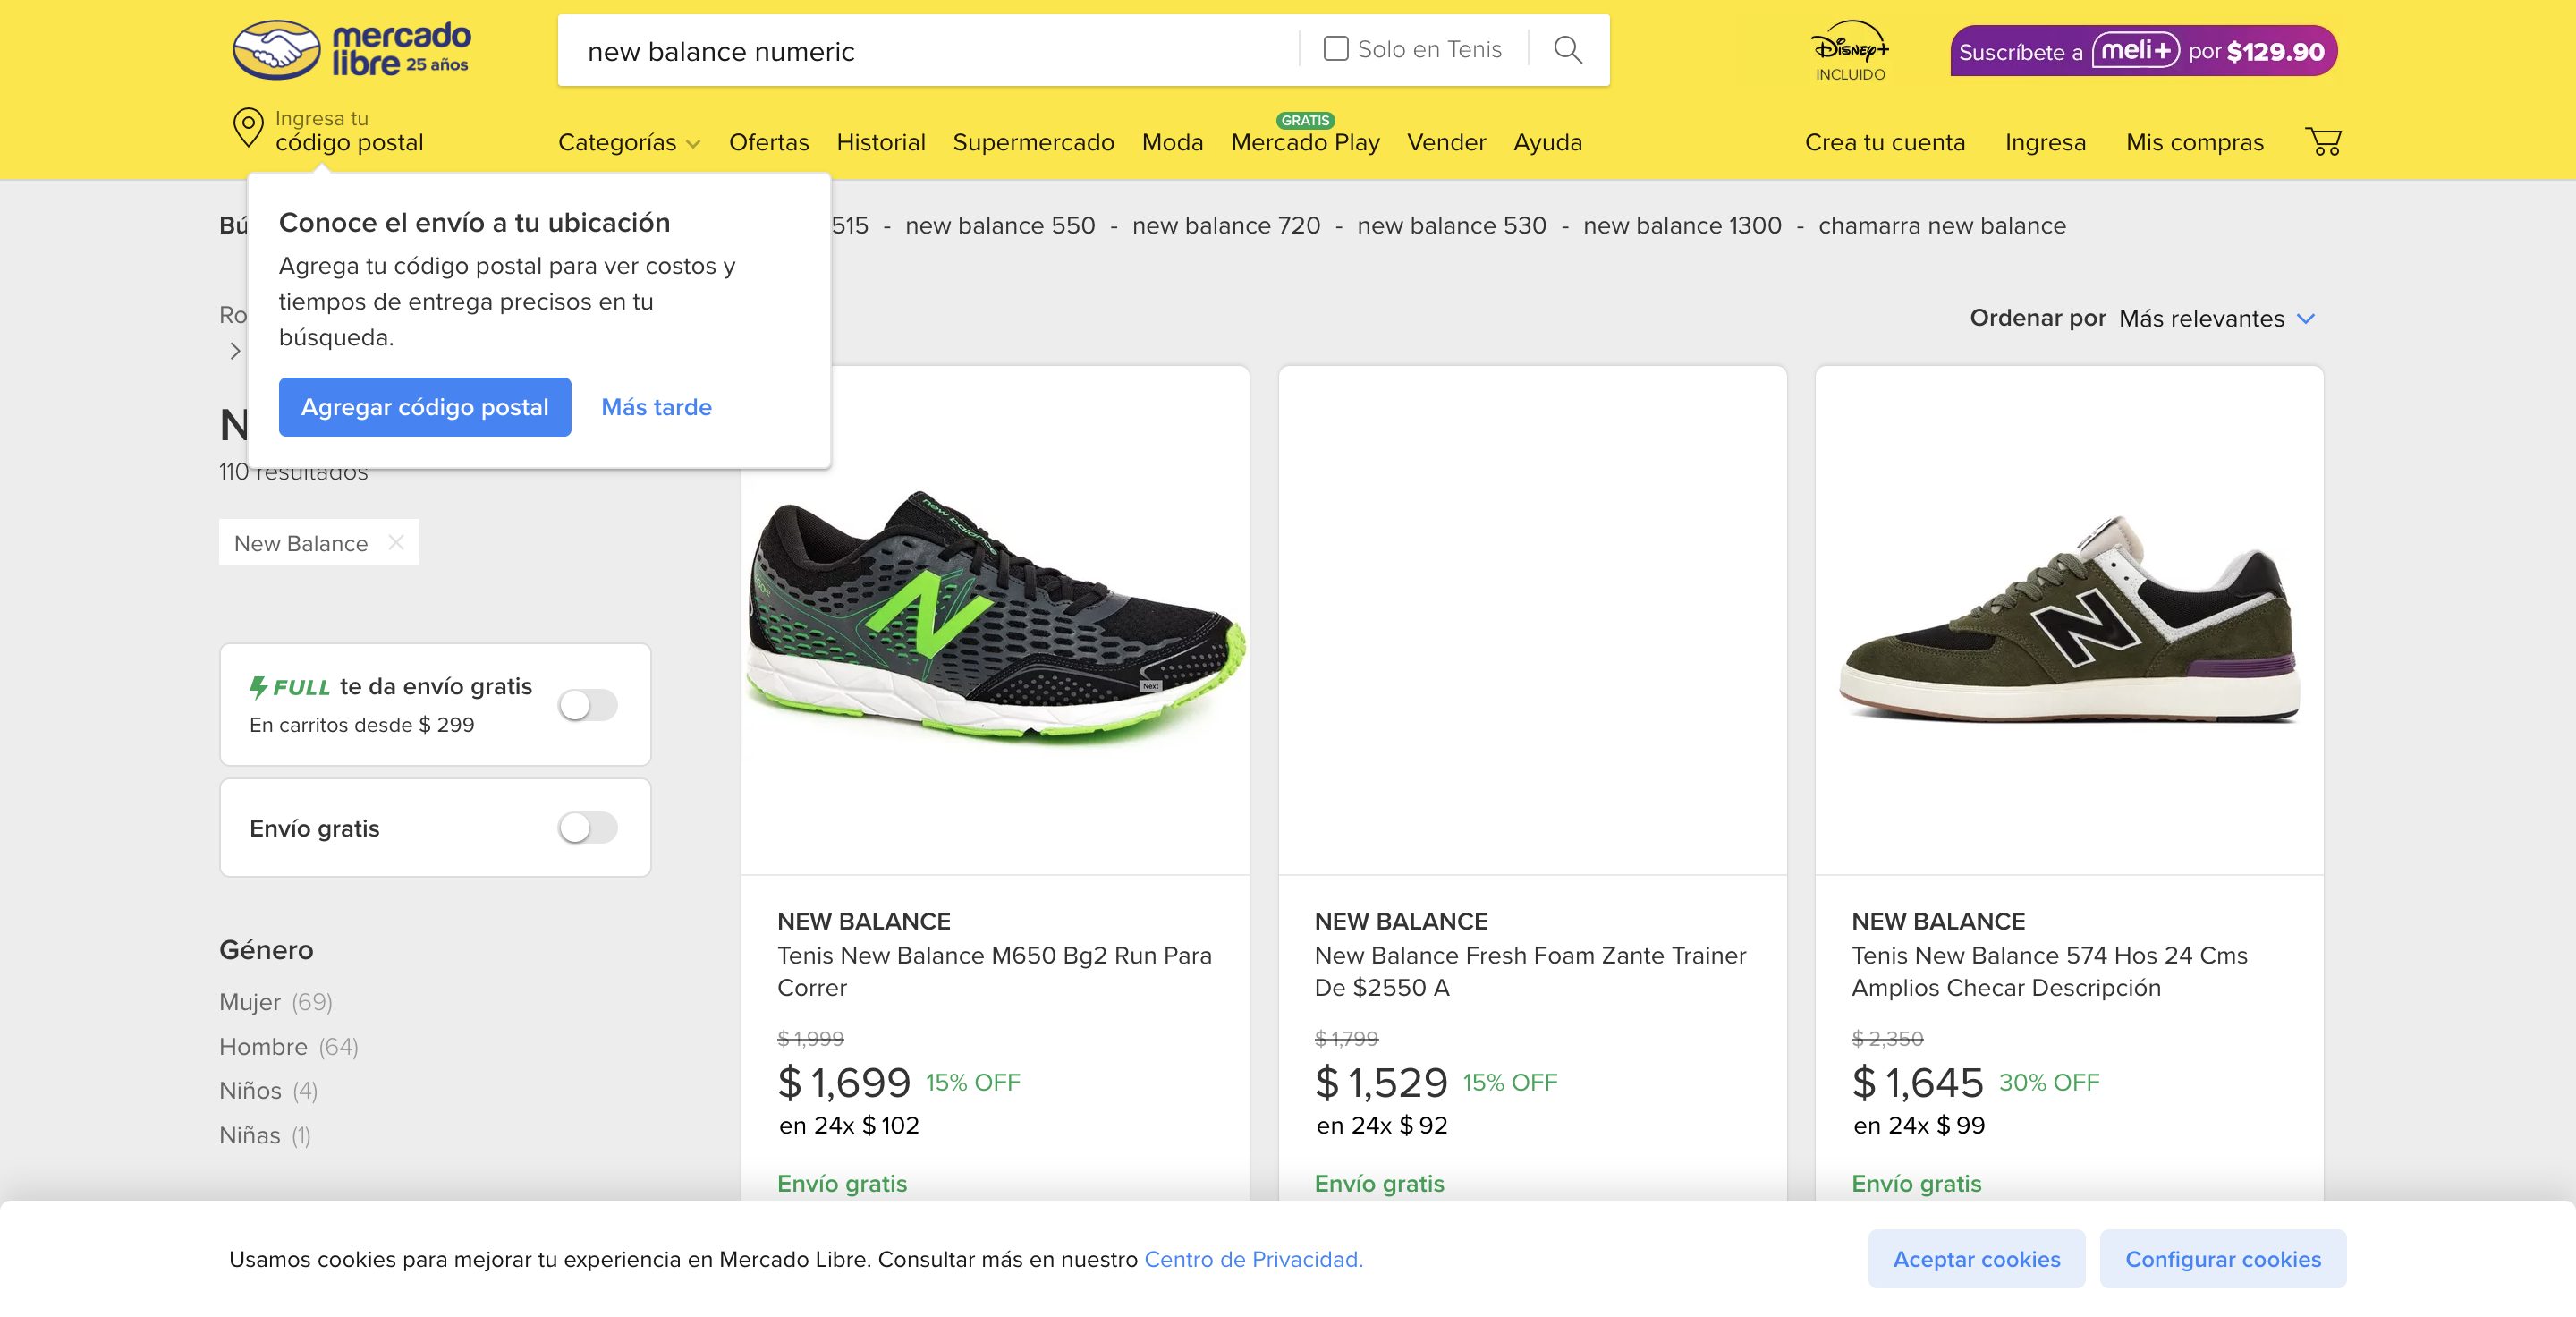 mercado
libre 25 años
new balance numeric
Solo en Tenis
Disney+
INCLUIDO
Suscríbete a meli+ por $129.90
Ingresa tu
código postal
Categorías
Ofertas
Historial
Supermercado
Moda
GRATIS
Mercado Play
Vender
Ayuda
Crea tu cuenta
Ingresa
Mis compras
Conoce el envío a tu ubicación
Agrega tu código postal para ver costos y
tiempos de entrega precisos en tu
búsqueda.
Agregar código postal
Más tarde
515 - new balance 550 - new balance 720 - new balance 530 - new balance 1300 - chamarra new balance
Ordenar por Más relevantes
110 resultados
New Balance
FULL te da envío gratis
En carritos desde $ 299
Envío gratis
Género
Mujer (69)
Hombre (64)
Niños (4)
Niñas (1)
new balance
N
Next
N
NEW BALANCE
Tenis New Balance M650 Bg2 Run Para
Correr
$ 1,999
$ 1,699 15% OFF
en 24x $ 102
Envío gratis
NEW BALANCE
New Balance Fresh Foam Zante Trainer
De $2550 A
$ 1,799
$ 1,529 15% OFF
en 24x $ 92
Envío gratis
NEW BALANCE
Tenis New Balance 574 Hos 24 Cms
Amplios Checar Descripción
$ 2,350
$ 1,645 30% OFF
en 24x $ 99
Envío gratis
Usamos cookies para mejorar tu experiencia en Mercado Libre. Consultar más en nuestro Centro de Privacidad.
Aceptar cookies
Configurar cookies